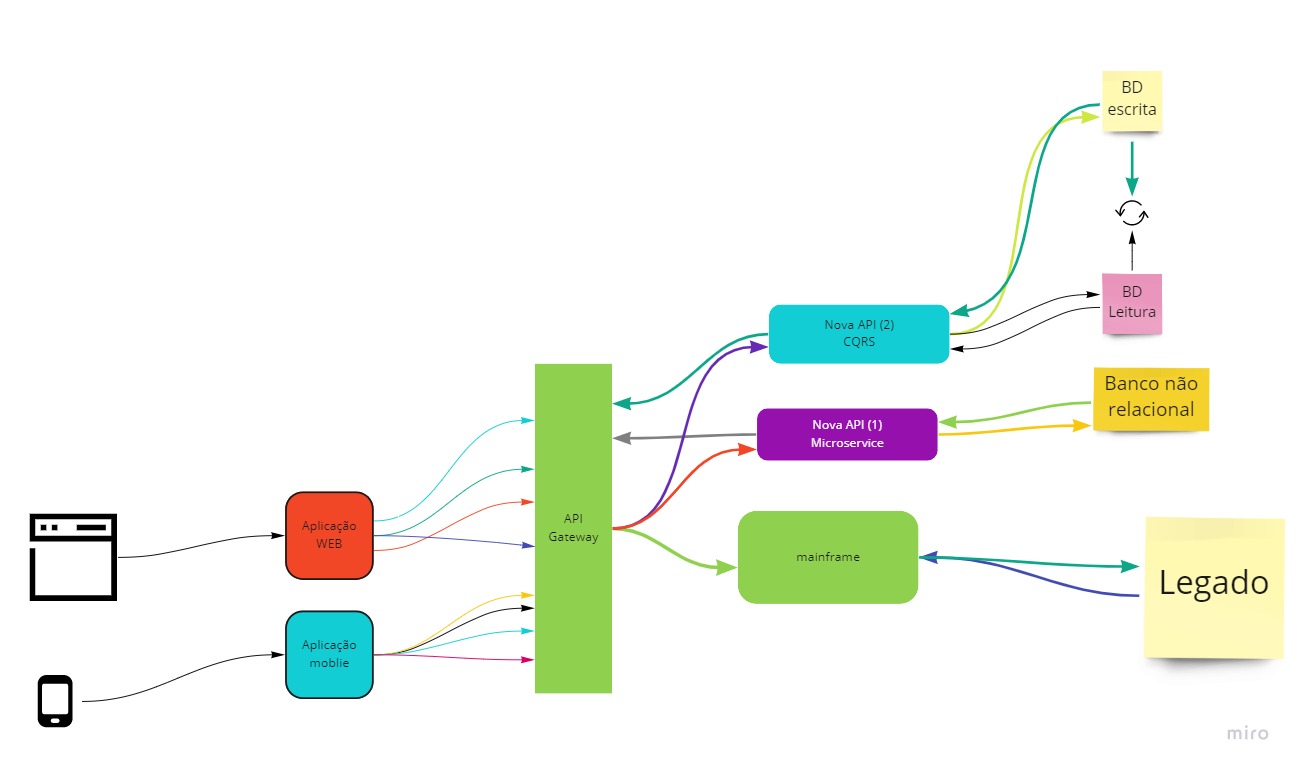 BD
escrita
BD
Leitura
Nova API (2)
CQRS
Banco não
relacional
Nova API (1)
Microservice
Aplicação
WEB
API
Gateway
mainframe
Legado
Aplicação
moblie
miro